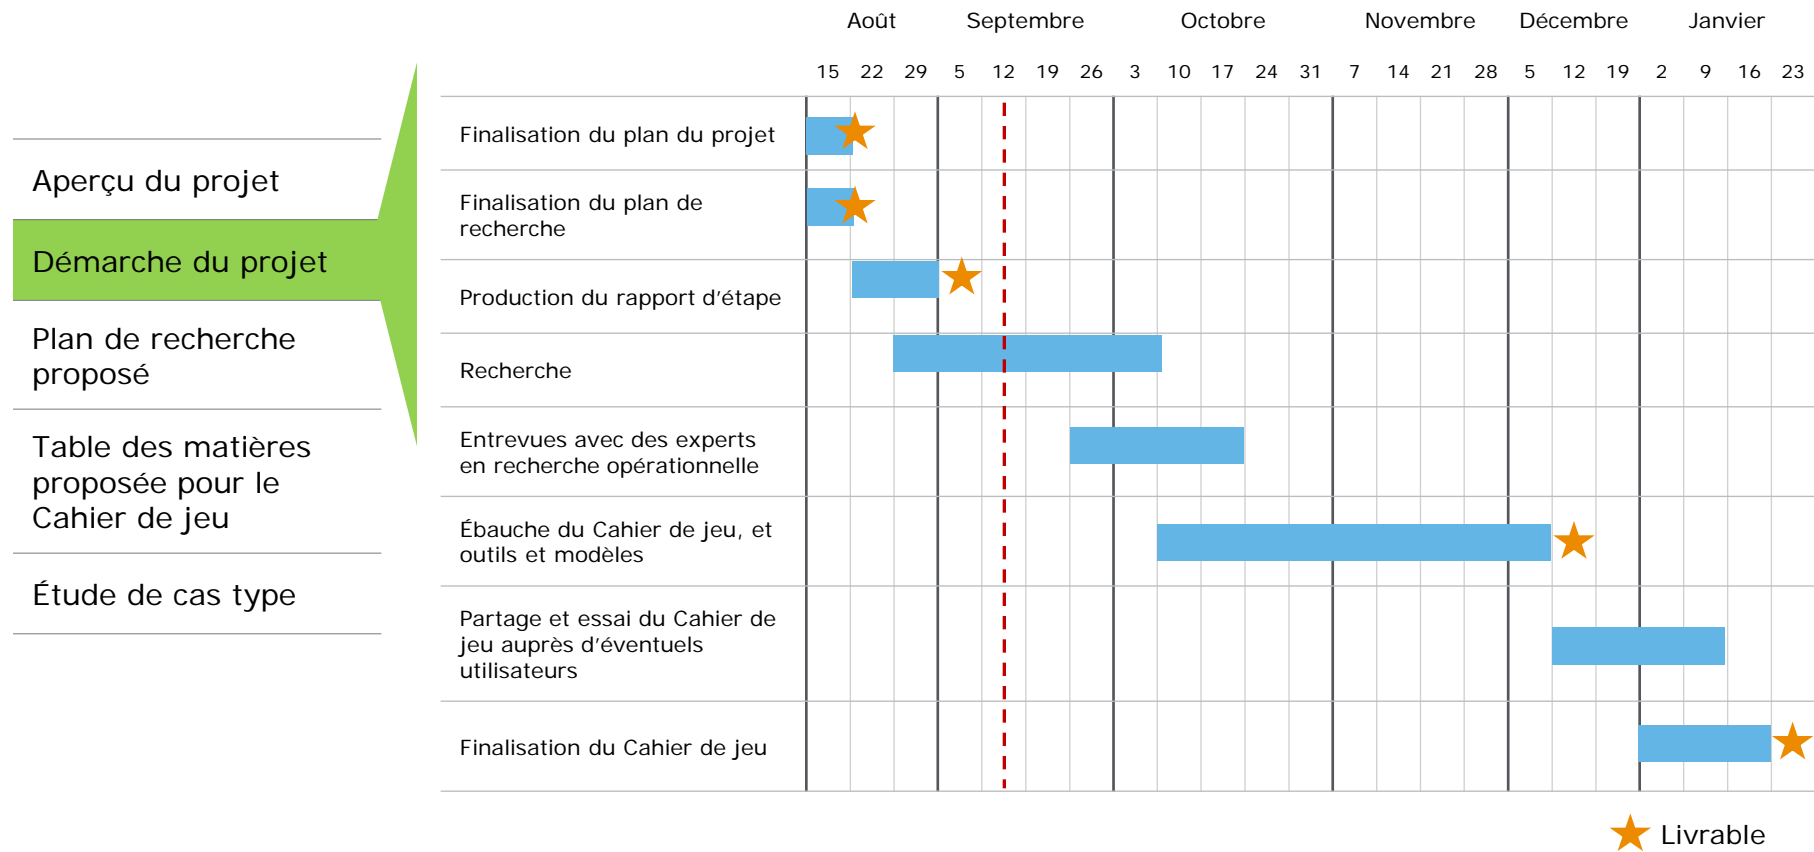 Août Septembre Octobre Novembre Décembre Janvier
15 22 29 5 12 19 26 3 10 17 24 31 7 14 21 28 5 12 19 2 9 16 23
Aperçu du projet
Démarche du projet
Plan de recherche
proposé
Table des matières
proposée pour le
Cahier de jeu
Étude de cas type
Finalisation du plan du projet
Finalisation du plan de
recherche
Production du rapport d’étape
Recherche
Entrevues avec des experts
en recherche opérationnelle
Ébauche du Cahier de jeu, et
outils et modèles
Partage et essai du Cahier de
jeu auprès d’éventuels
utilisateurs
Finalisation du Cahier de jeu
Livrable